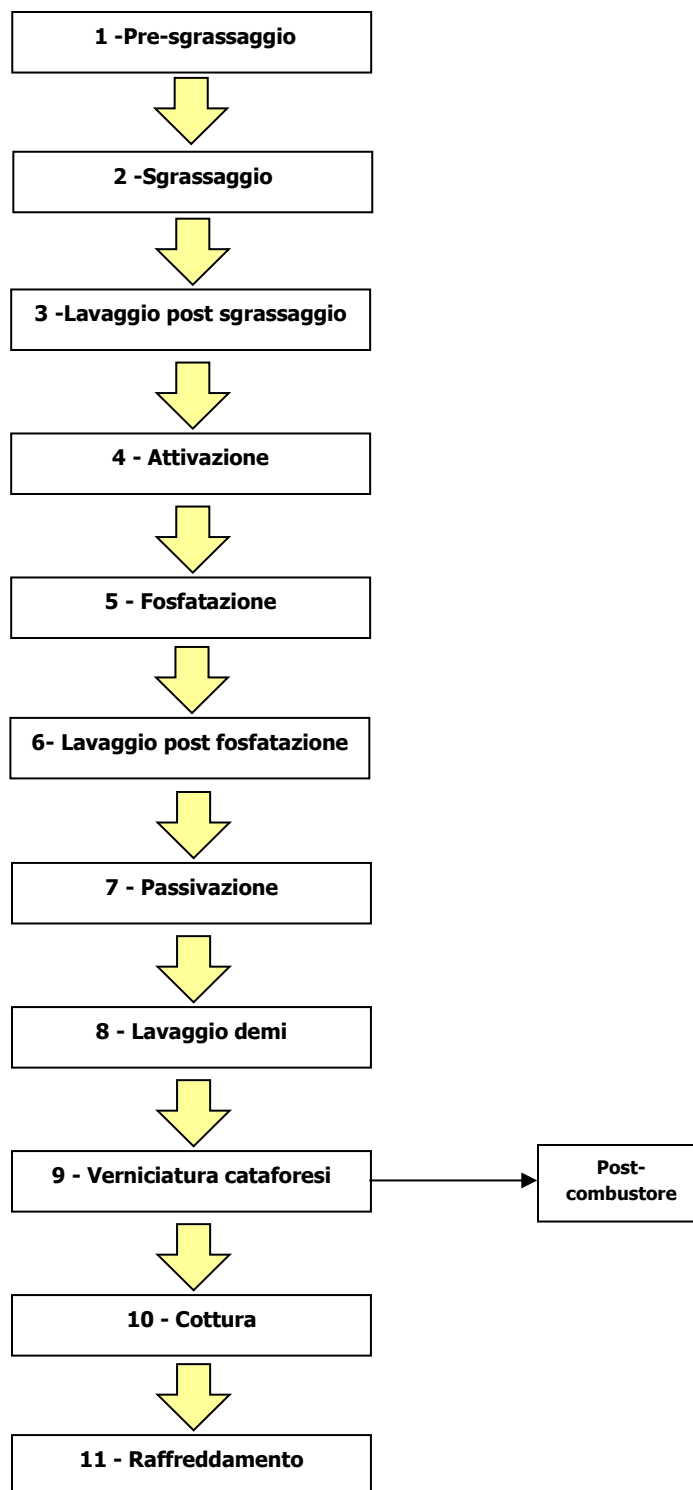 1 -Pre-sgrassaggio
2 -Sgrassaggio
3 -Lavaggio post sgrassaggio
4 - Attivazione
5 - Fosfatazione
6- Lavaggio post fosfatazione
7 - Passivazione
8 - Lavaggio demi
9 - Verniciatura cataforesi
Post-
combustore
10 - Cottura
11 - Raffreddamento